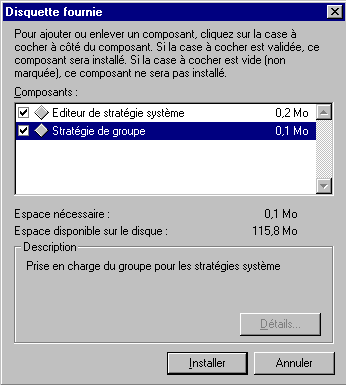 Disquette fournie
Pour ajouter ou enlever un composant, cliquez sur la case à
cocher à côté du composant. Si la case à cocher est validée, ce
composant sera installé. Si la case à cocher est vide (non
marquée), ce composant ne sera pas installé.
Composants :
Editeur de stratégie système 0,2 Mo
Stratégie de groupe 0,1 Mo
Espace nécessaire : 0,1 Mo
Espace disponible sur le disque : 115,8 Mo
Description
Prise en charge du groupe pour les stratégies système
Détails...
Installer Annuler